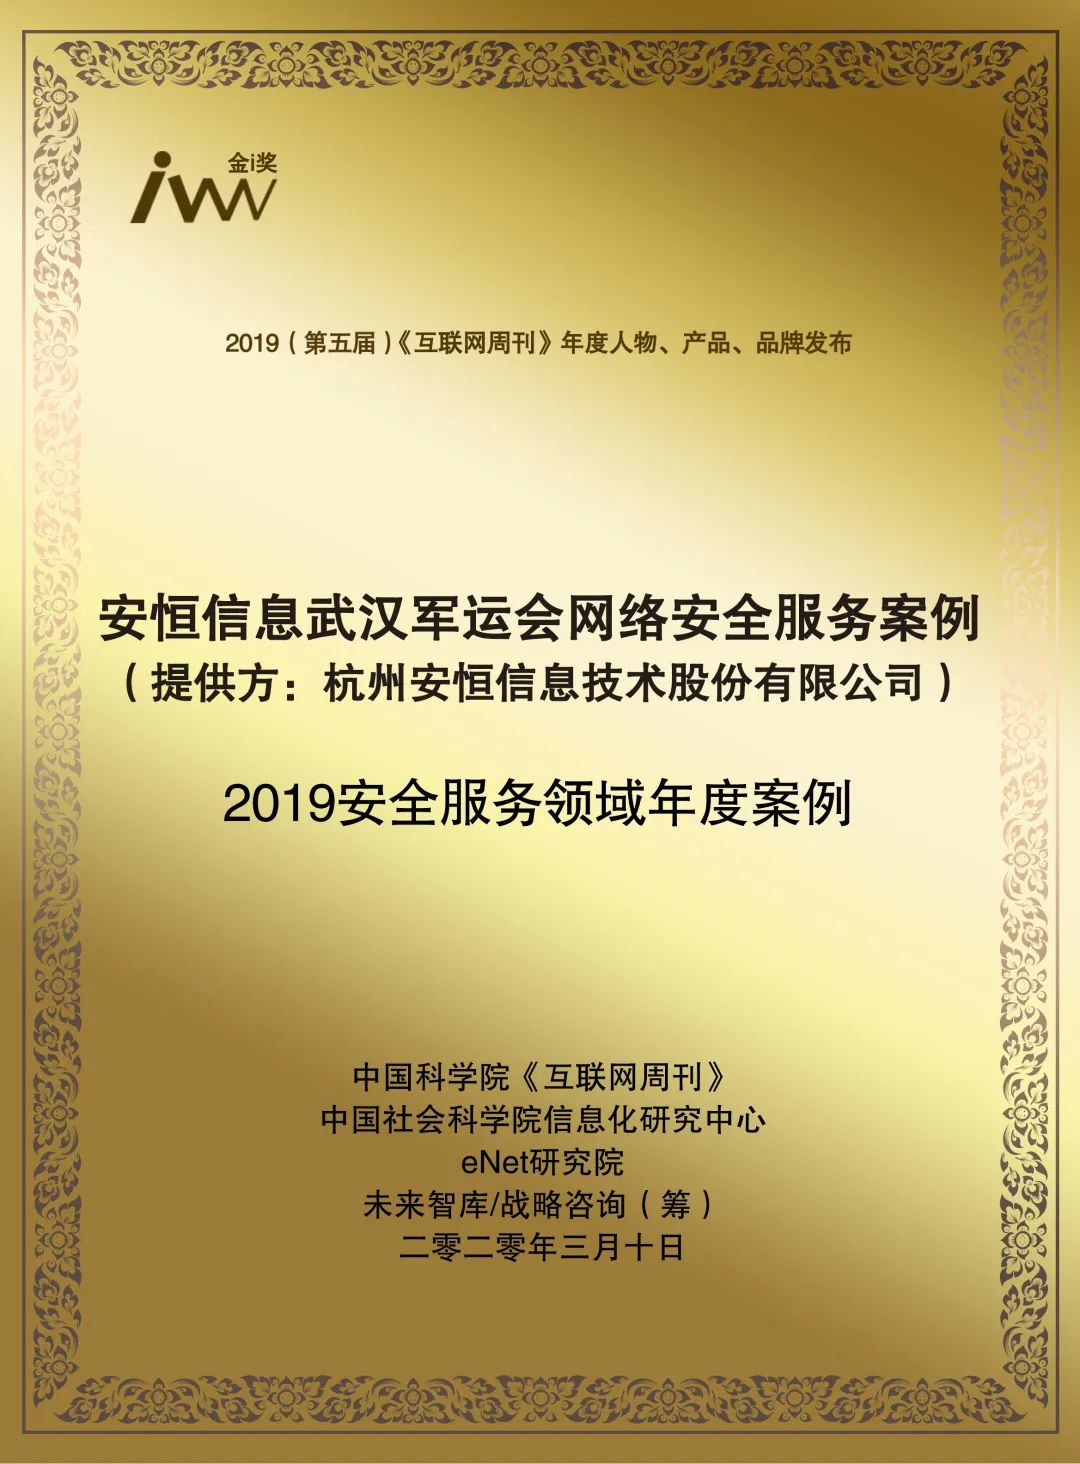 金i奖
iw
2019（第五届）《互联网周刊》年度人物、产品、品牌发布
安恒信息武汉军运会网络安全服务案例
（提供方：杭州安恒信息技术股份有限公司）
2019安全服务领域年度案例
中国科学院《互联网周刊》
中国社会科学院信息化研究中心
eNet研究院
未来智库/战略咨询（筹）
二零二零年三月十日